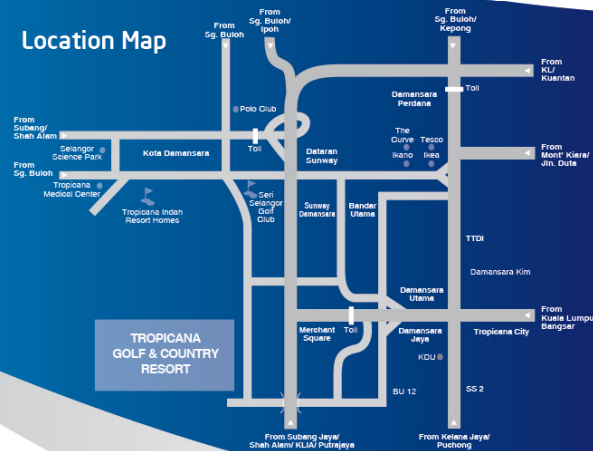 Location Map
From
Sg. Buloh
From
Sg. Buloh/
Ipoh
From
Sg. Buloh/
Kepong
From
KL/
Kuantan
Toll
Damansara
Perdana
Polo Club
From
Subang/
Shah Alam
Toll
Selangor
Science Park
Kota Damansara
Dataran
Sunway
The
Curve
Tesco
Ikano
Ikea
From
Mont' Kiara/
Jln. Duta
From
Sg. Buloh
Tropicana
Medical Center
Tropicana Indah
Resort Homes
Seri
Selangor
Golf
Club
Sunway
Damansara
Bandar
Utama
TTDI
Damansara Kim
Damansara
Utama
From
Kuala Lumpu
Bangsar
Merchant
Square
Toll
Damansara
Jaya
Tropicana City
TROPICANA
GOLF & COUNTRY
RESORT
KDU
BU 12
SS 2
From Subang Jaya/
Shah Alam/ KLIA/ Putrajaya
From Kelana Jaya/
Puchong